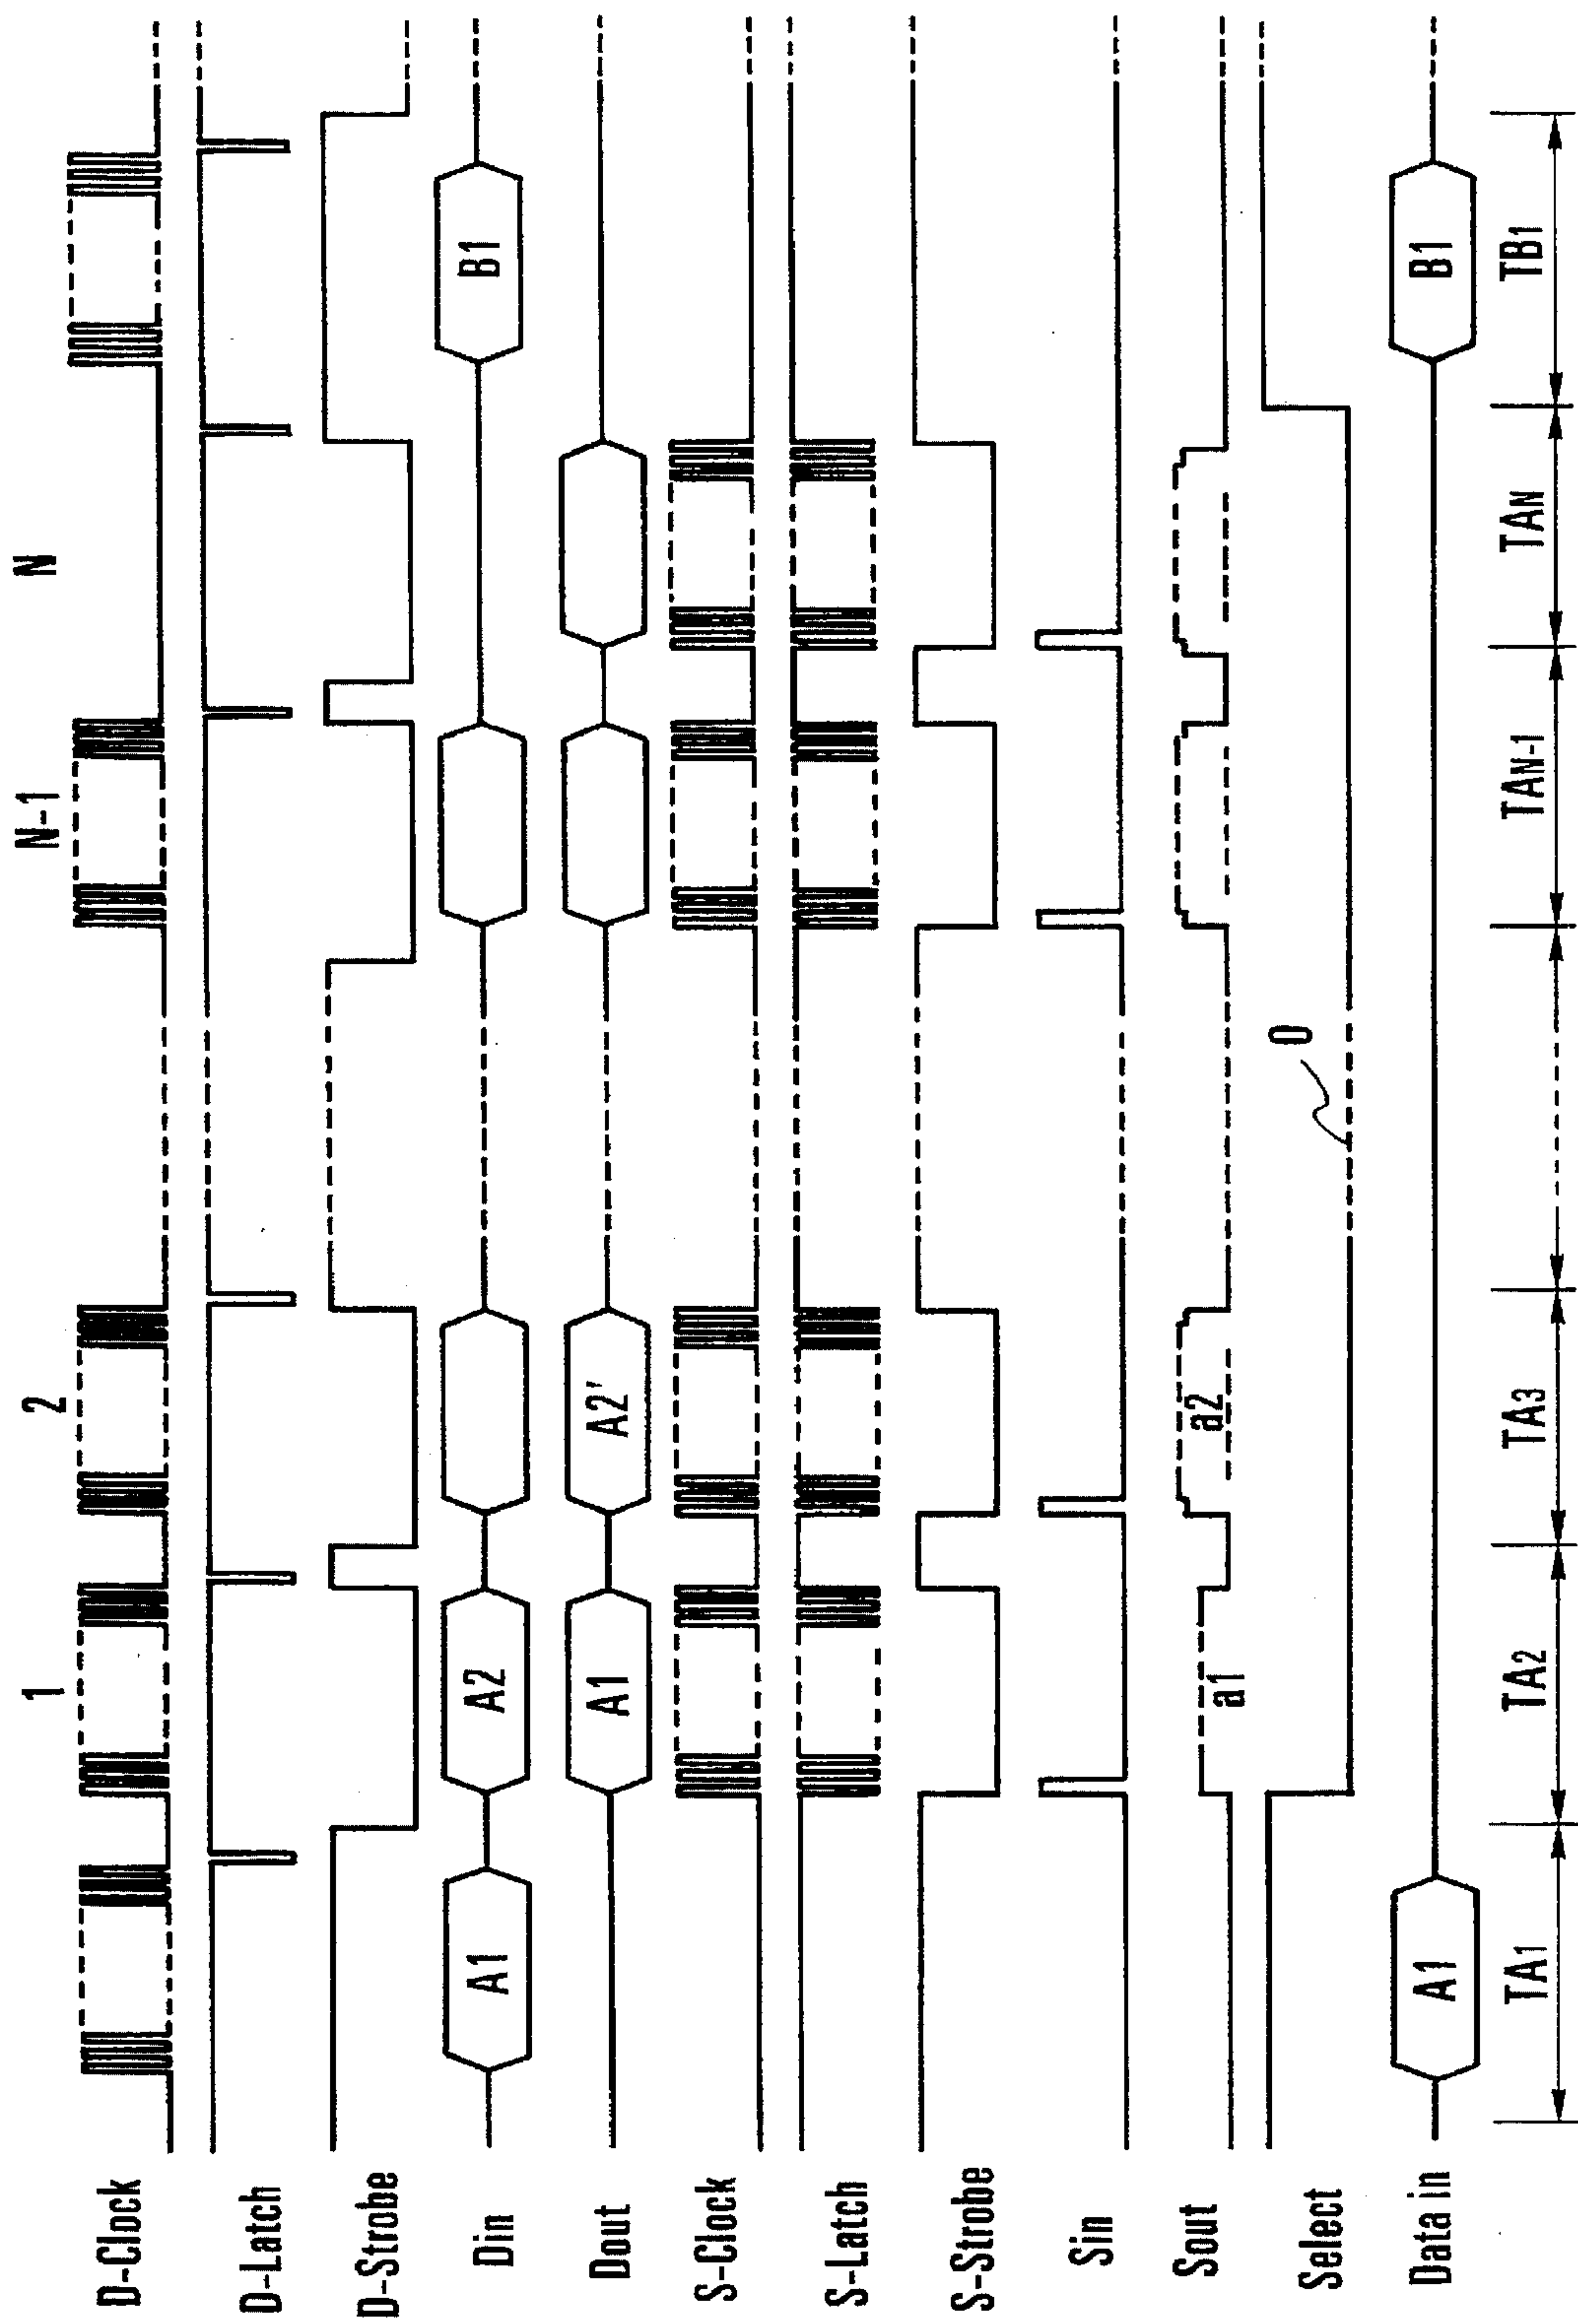 1 2 N-1 N
D-Clock
D-Latch
D-Strobe
Din A1 A2 B1
Dout A1 A2'
S-Clock
S-Latch
S-Strobe
Sin
Sout a1 a2
Select 0
Data in A1 B1
TA1 TA2 TA3 TAN-1 TAN TB1